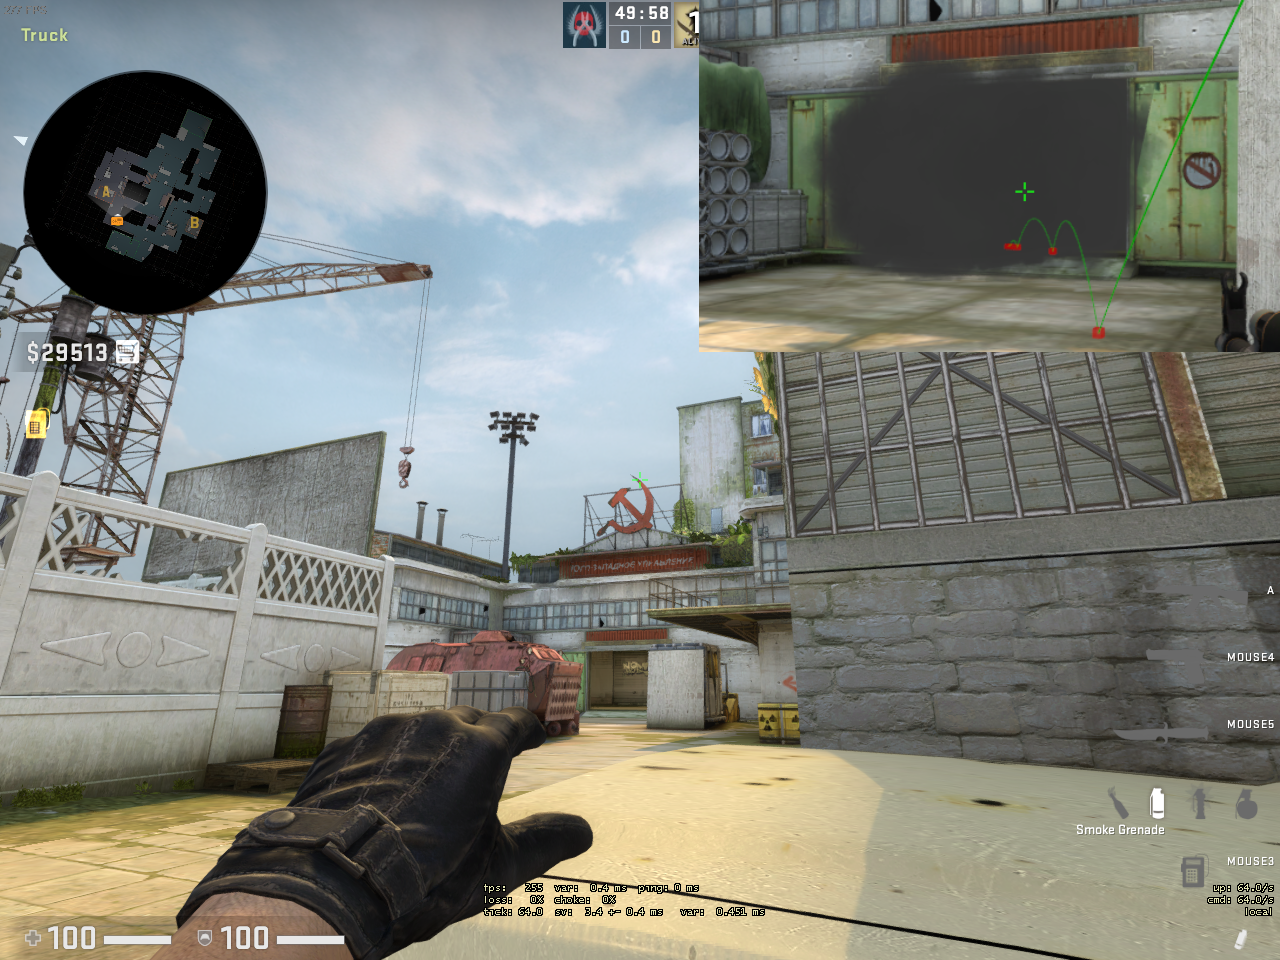 Truck
49:58
0 0
A
B
$29513
A
MOUSE4
MOUSE5
Smoke Grenade
MOUSE3
fps: 255 var: 0.4 ms ping: 0 ms
loss: 0% choke: 0%
tick: 64.0 sv: 3.4 +- 0.4 ms var: 0.451 ms
up: 64.0/s
cmd: 64.0/s
local
100
100